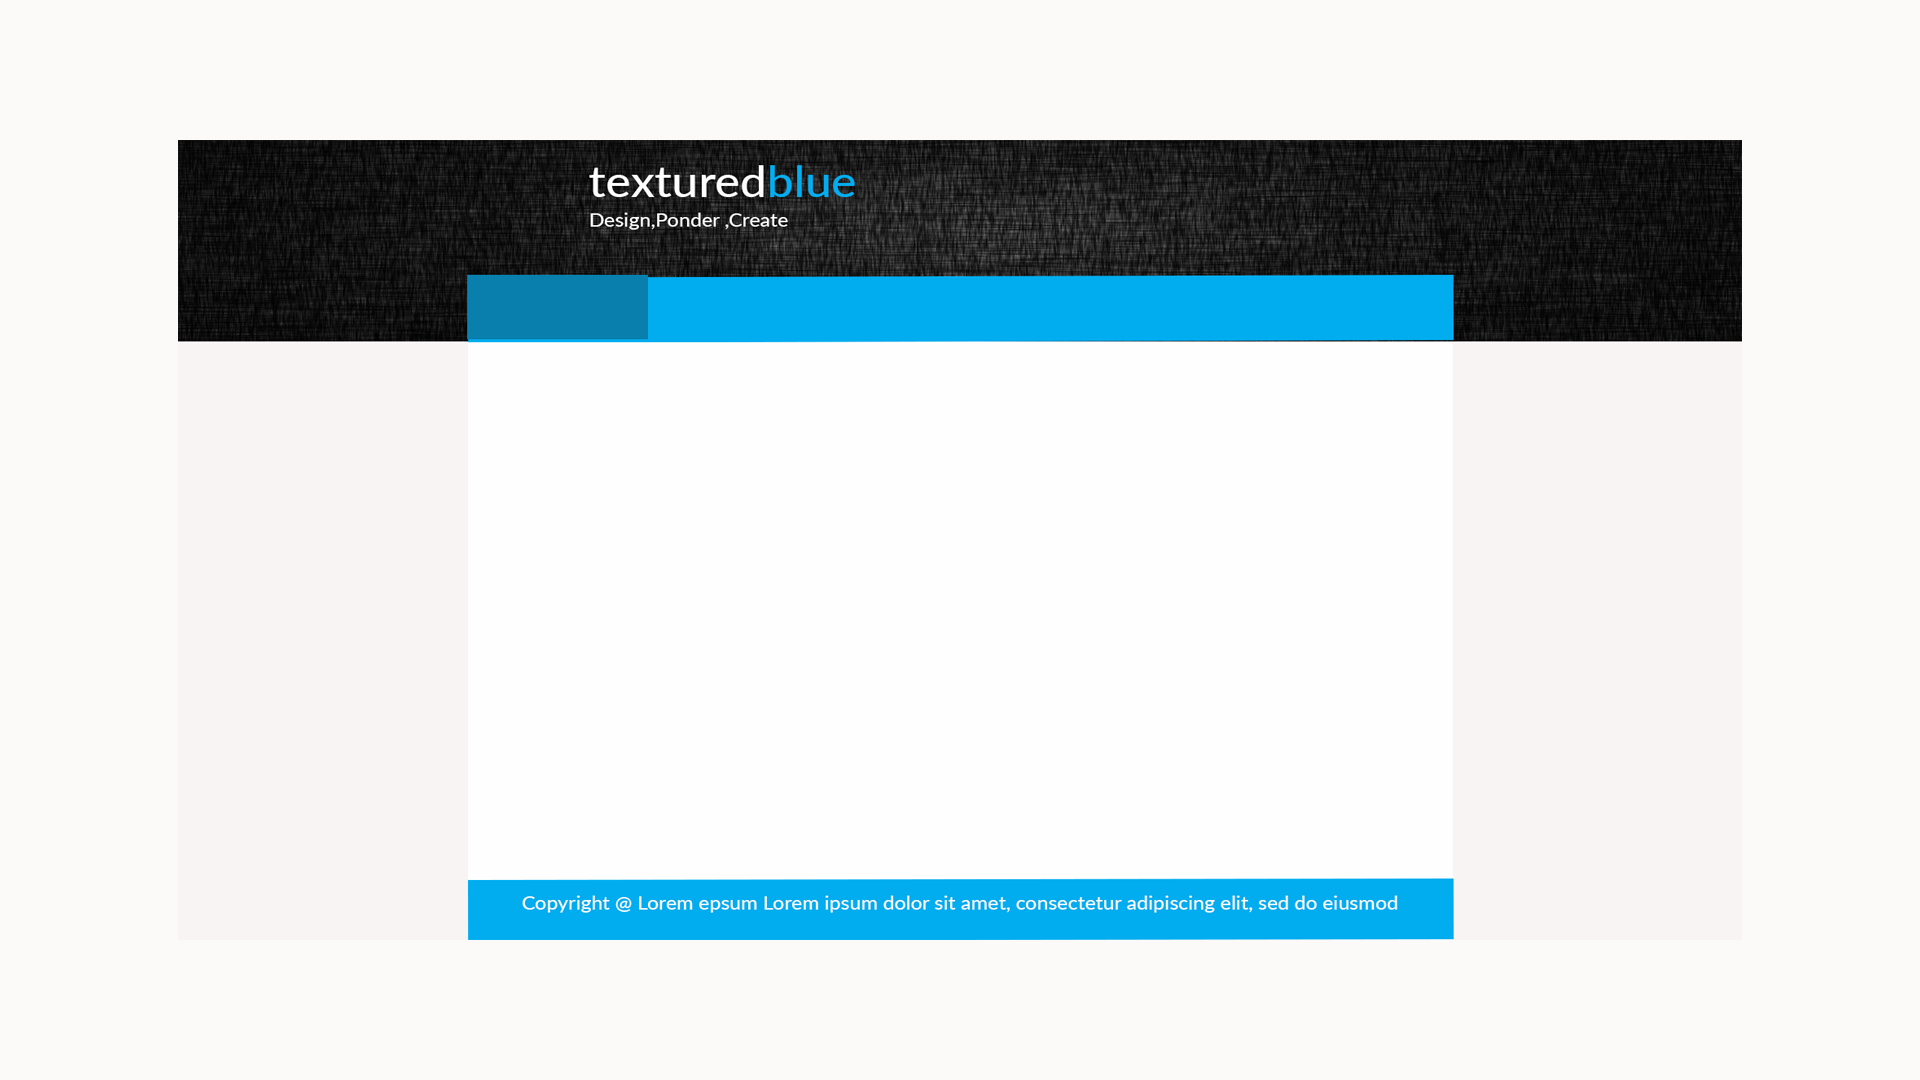 texturedblue
Design,Ponder ,Create
Copyright @ Lorem epsum Lorem ipsum dolor sit amet, consectetur adipiscing elit, sed do eiusmod